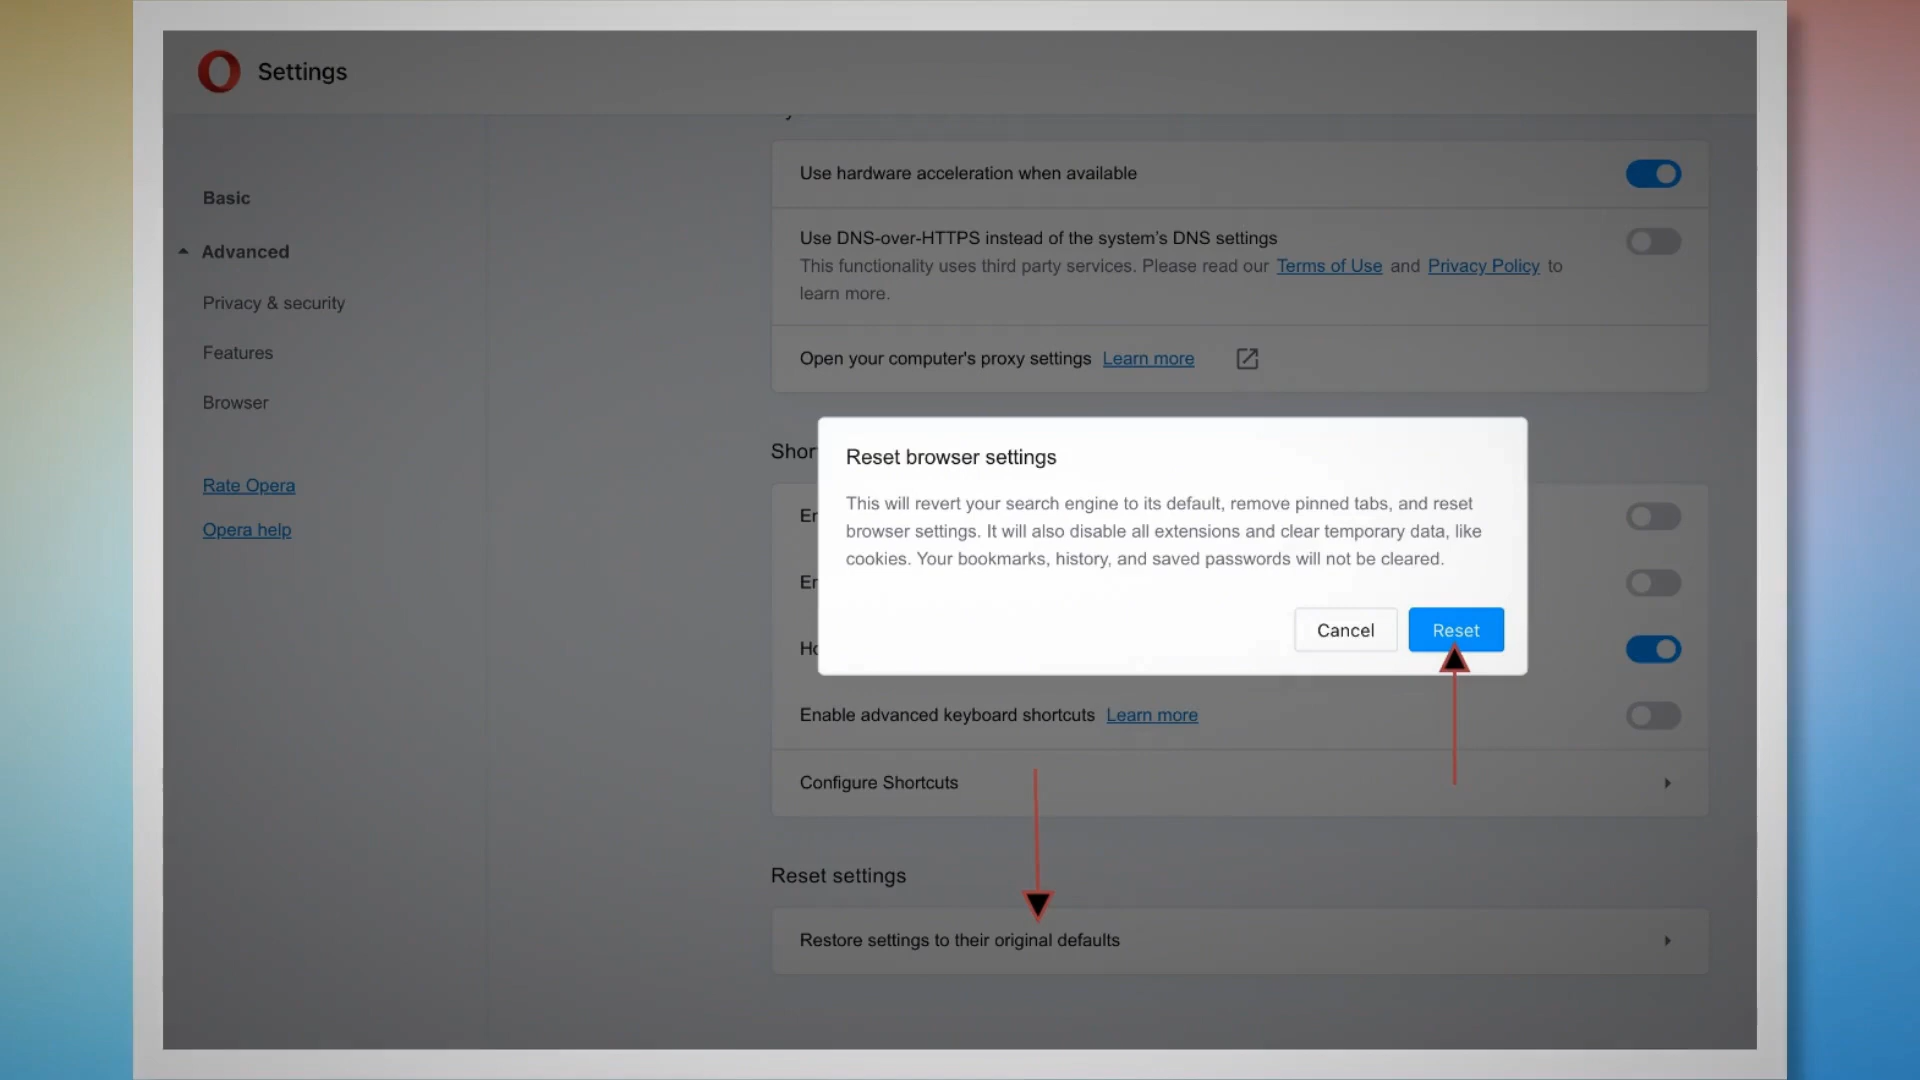 Settings
Basic
Advanced
Privacy & security
Features
Browser
Rate Opera
Opera help
Use hardware acceleration when available
Use DNS-over-HTTPS instead of the system's DNS settings
This functionality uses third party services. Please read our Terms of Use and Privacy Policy to
learn more.
Open your computer's proxy settings Learn more
Reset browser settings
This will revert your search engine to its default, remove pinned tabs, and reset
browser settings. It will also disable all extensions and clear temporary data, like
cookies. Your bookmarks, history, and saved passwords will not be cleared.
Cancel Reset
Enable advanced keyboard shortcuts Learn more
Configure Shortcuts
Reset settings
Restore settings to their original defaults